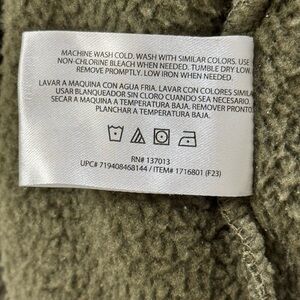 MACHINE WASH COLD. WASH WITH SIMILAR COLORS. USE
NON-CHLORINE BLEACH WHEN NEEDED. TUMBLE DRY LOW.
REMOVE PROMPTLY. LOW IRON WHEN NEEDED.
LAVAR A MAQUINA CON AGUA FRIA. LAVAR CON COLORES SIMILA
USAR BLANQUEADOR SIN CLORO CUANDO SEA NECESARIO.
SECAR A MAQUINA A TEMPERATURA BAJA. REMOVER PRONTO
PLANCHAR A TEMPERATURA BAJA.
RN# 137013
UPC# 719408468144 / ITEM# 1716801 (F23)